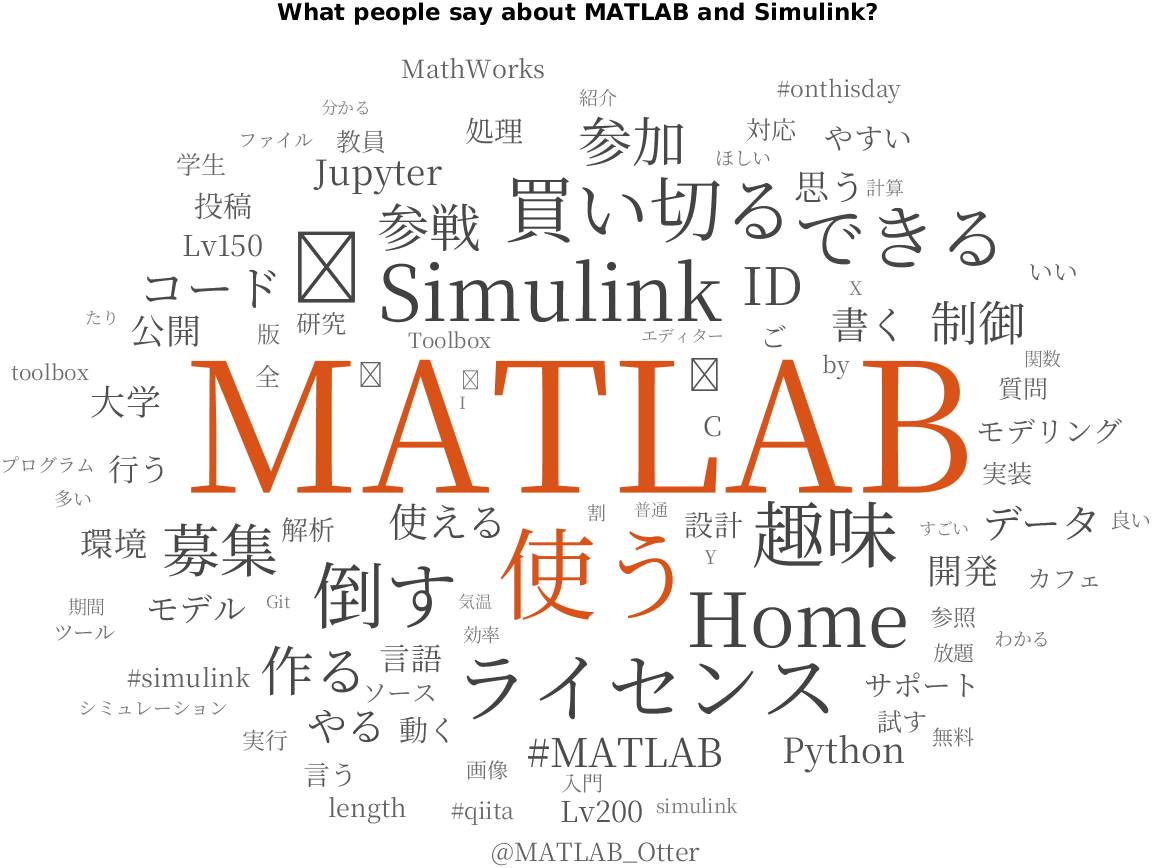 What people say about MATLAB and Simulink?
MathWorks
#onthisday
紹介
分かる
ファイル
教員
処理
参加
対応
やすい
学生
Jupyter
ほしい
投稿
参戦
買い切る
思う
計算
できる
Lv150
コード
Simulink
ID
X
いい
たり
公開
版
研究
Toolbox
エディター
ご
書く
制御
toolbox
大学
全
I
by
関数
質問
MATLAB
C
モデリング
プログラム
行う
実装
多い
環境
募集
解析
使える
使う
割
普通
設計
Y
趣味
すごい
データ
良い
期間
ツール
モデル
Git
倒す
気温
効率
Home
開発
カフェ
参照
わかる
放題
#simulink
作る
言語
ソース
ライセンス
サポート
シミュレーション
やる
動く
試す
無料
実行
言う
画像
#MATLAB
Python
入門
length
#qiita
Lv200
simulink
@MATLAB_Otter